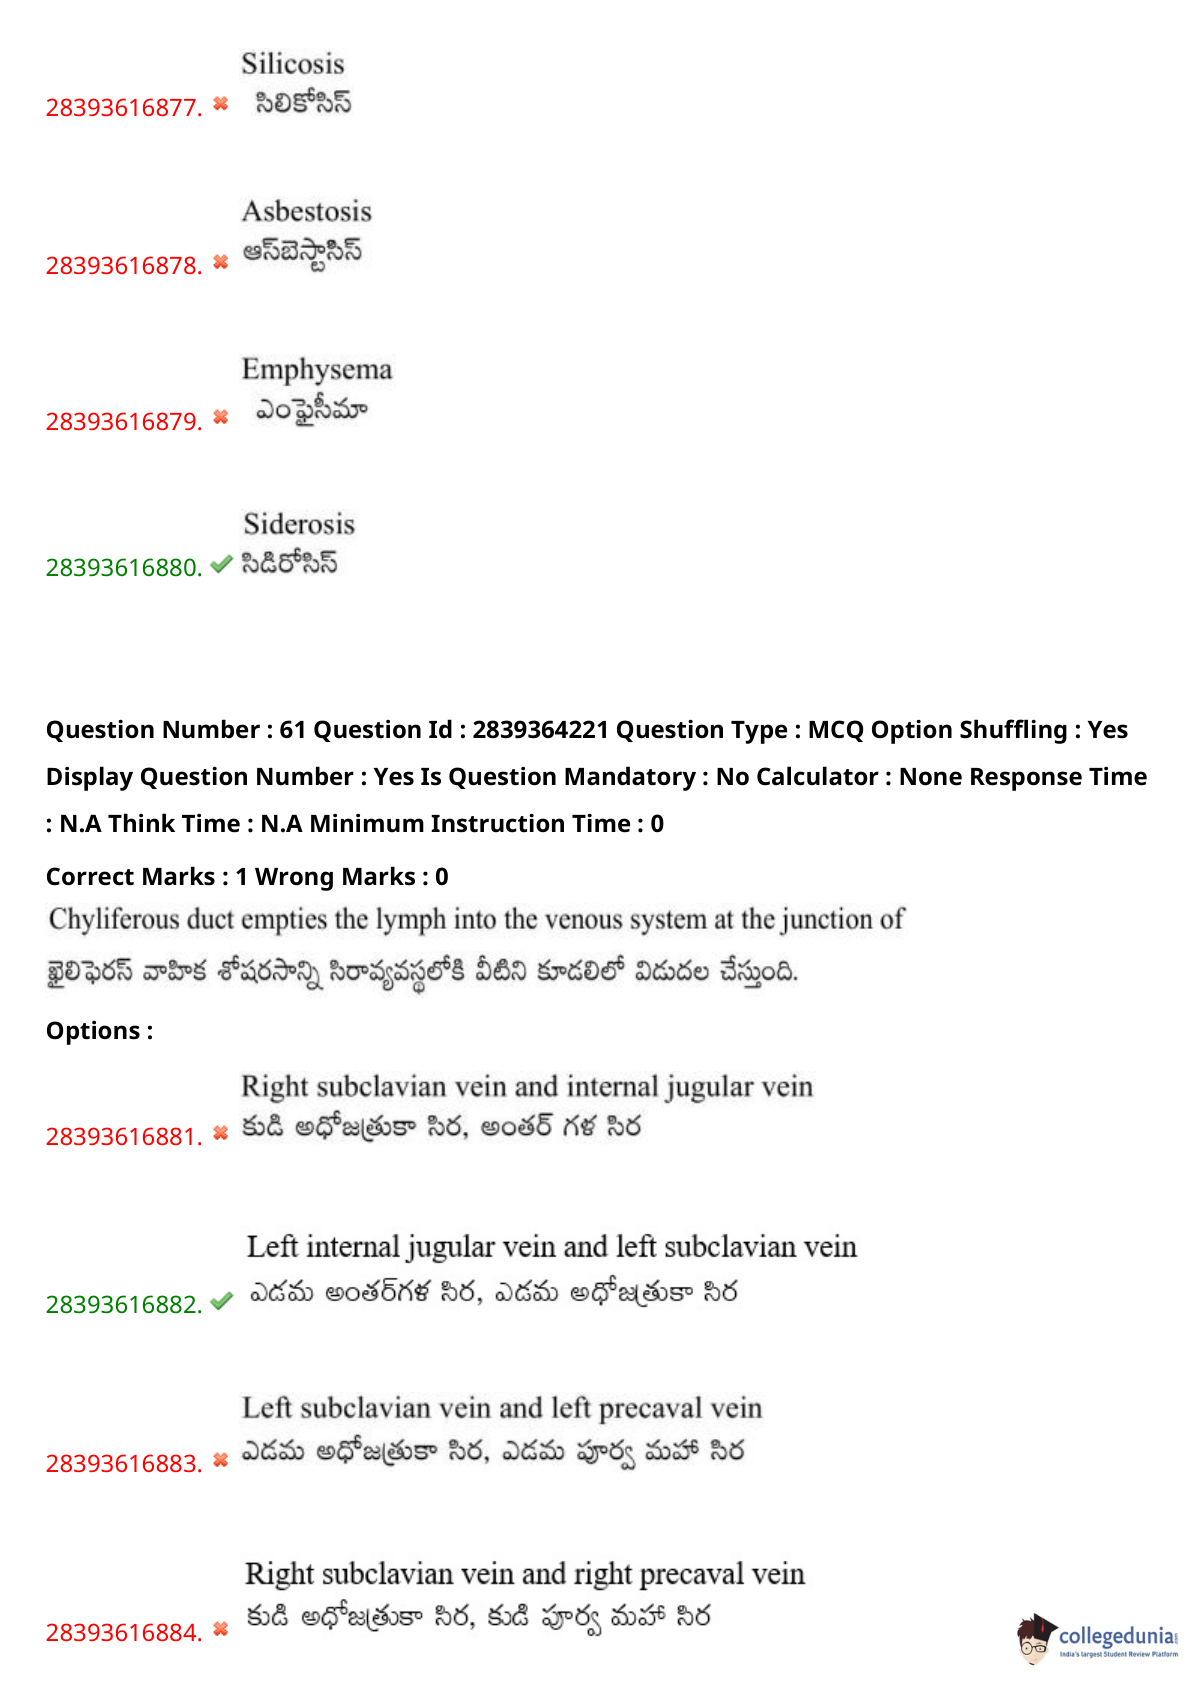 Silicosis
28393616877. సిలికోసిస్
Asbestosis
28393616878. ఆస్‌బెస్టాసిస్
Emphysema
28393616879. ఎంఫైసీమా
Siderosis
28393616880. సిడిరోసిస్
Question Number : 61 Question Id : 2839364221 Question Type : MCQ Option Shuffling : Yes
Display Question Number : Yes Is Question Mandatory : No Calculator : None Response Time
: N.A Think Time : N.A Minimum Instruction Time : 0
Correct Marks : 1 Wrong Marks : 0
Chyliferous duct empties the lymph into the venous system at the junction of
ఖైలిఫెరస్ వాహిక శోషరసాన్ని సిరావ్యవస్థలోకి వీటిని కూడలిలో విడుదల చేస్తుంది.
Options :
Right subclavian vein and internal jugular vein
28393616881. కుడి అధోజత్రుకా సిర, అంతర్ గళ సిర
Left internal jugular vein and left subclavian vein
28393616882. ఎడమ అంతర్‌గళ సిర, ఎడమ అధోజత్రుకా సిర
Left subclavian vein and left precaval vein
28393616883. ఎడమ అధోజత్రుకా సిర, ఎడమ పూర్వ మహా సిర
Right subclavian vein and right precaval vein
28393616884. కుడి అధోజత్రుకా సిర, కుడి పూర్వ మహా సిర
collegedunia
India's largest Student Review Platform